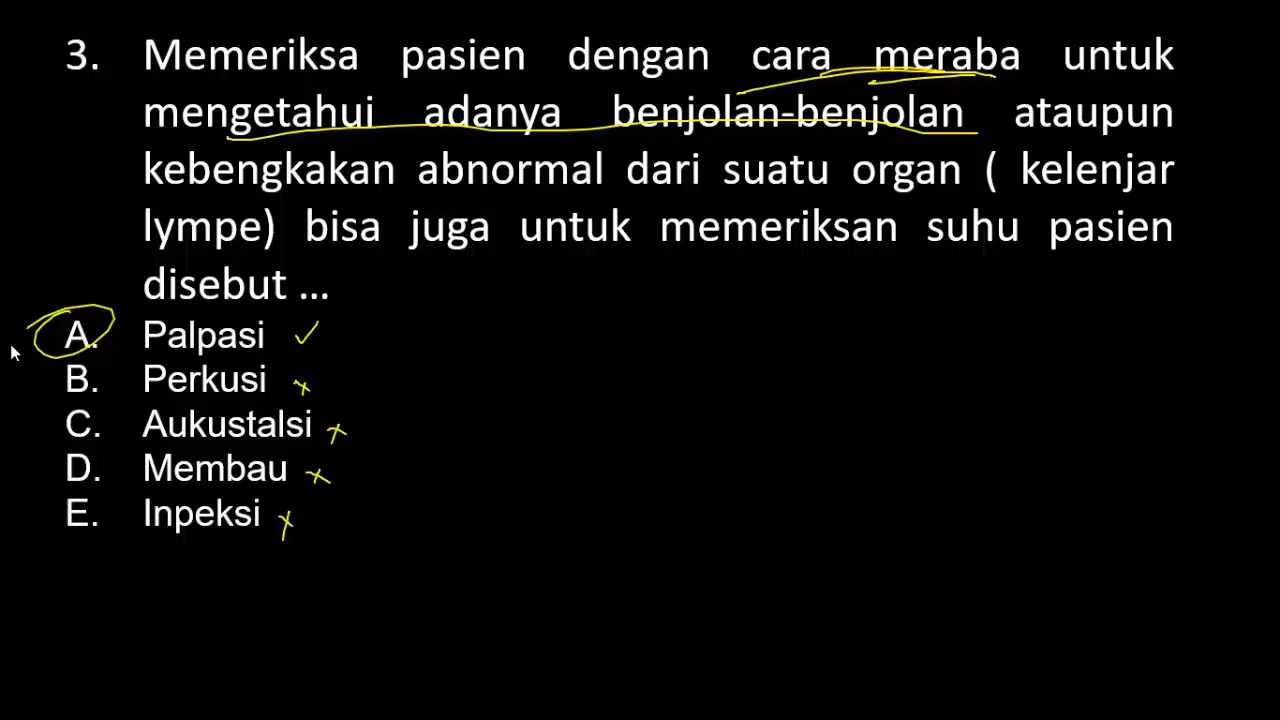 3. Memeriksa pasien dengan cara meraba untuk
mengetahui adanya benjolan-benjolan ataupun
kebengkakan abnormal dari suatu organ ( kelenjar
lympe) bisa juga untuk memeriksan suhu pasien
disebut ...
A. Palpasi
B. Perkusi
C. Aukustalsi
D. Membau
E. Inpeksi